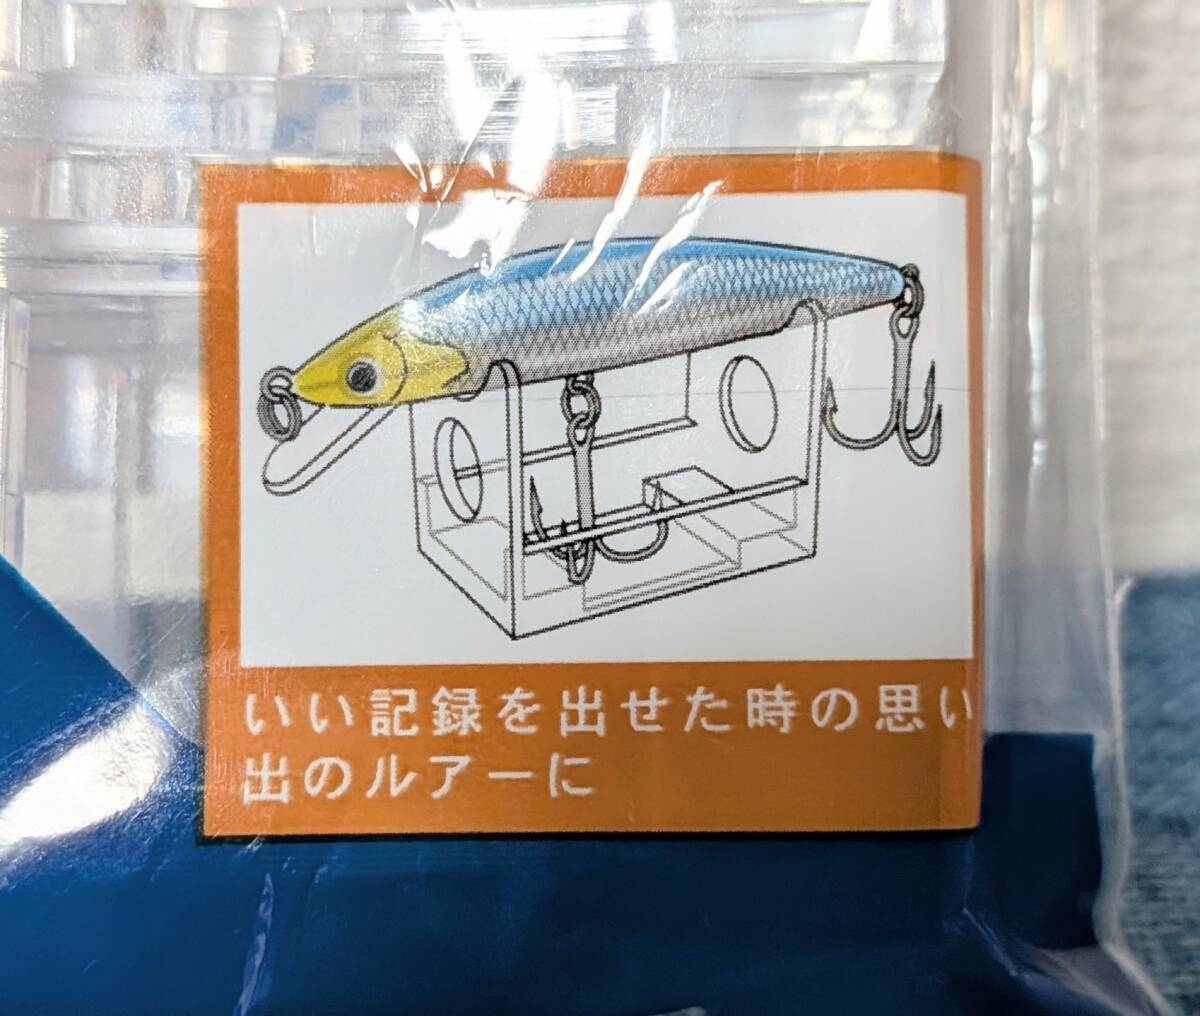 いい記録を出せた時の思い
出のルアーに